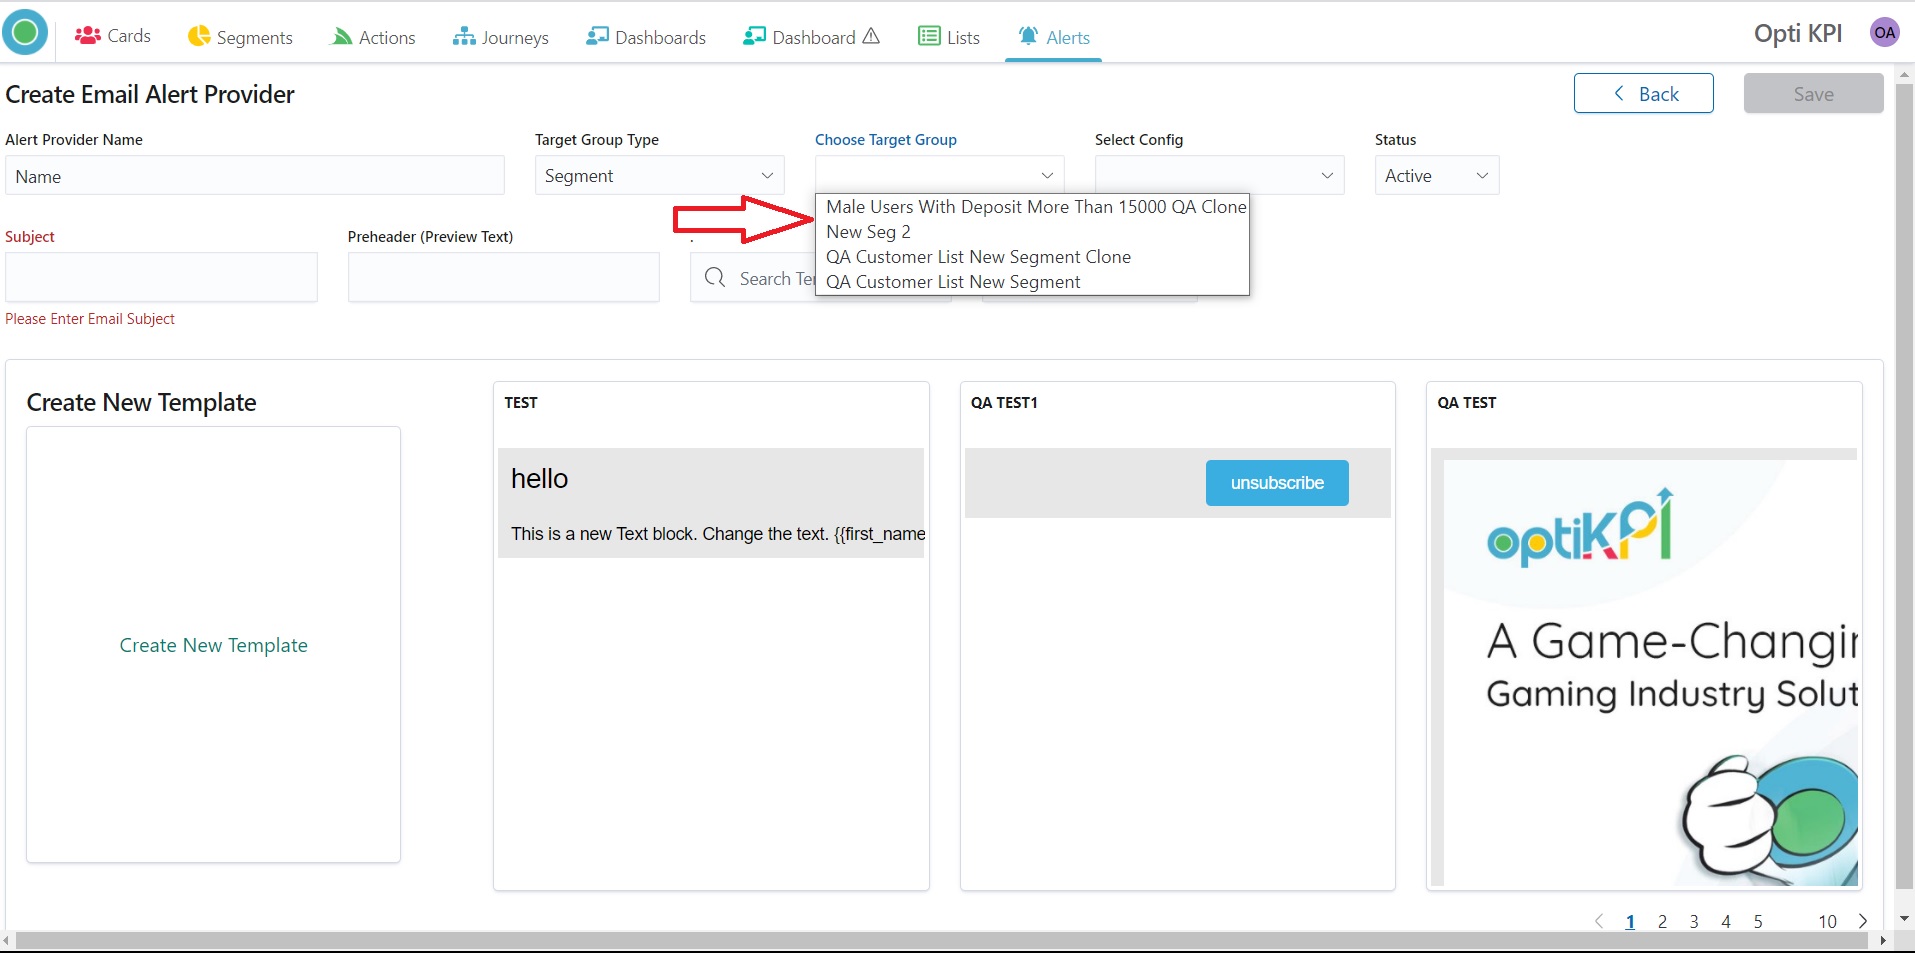 Cards Segments Actions Journeys Dashboards Dashboard Lists Alerts Opti KPI OA
Create Email Alert Provider
Back Save
Alert Provider Name Target Group Type Choose Target Group Select Config Status
Name Segment Active
Male Users With Deposit More Than 15000 QA Clone
New Seg 2
QA Customer List New Segment Clone
QA Customer List New Segment
Subject Preheader (Preview Text) .
Search
Please Enter Email Subject
Create New Template
Create New Template
TEST
hello
This is a new Text block. Change the text. {{first_name
QA TEST1
unsubscribe
QA TEST
optiKPI
A Game-Changin
Gaming Industry Solut
1 2 3 4 5 10